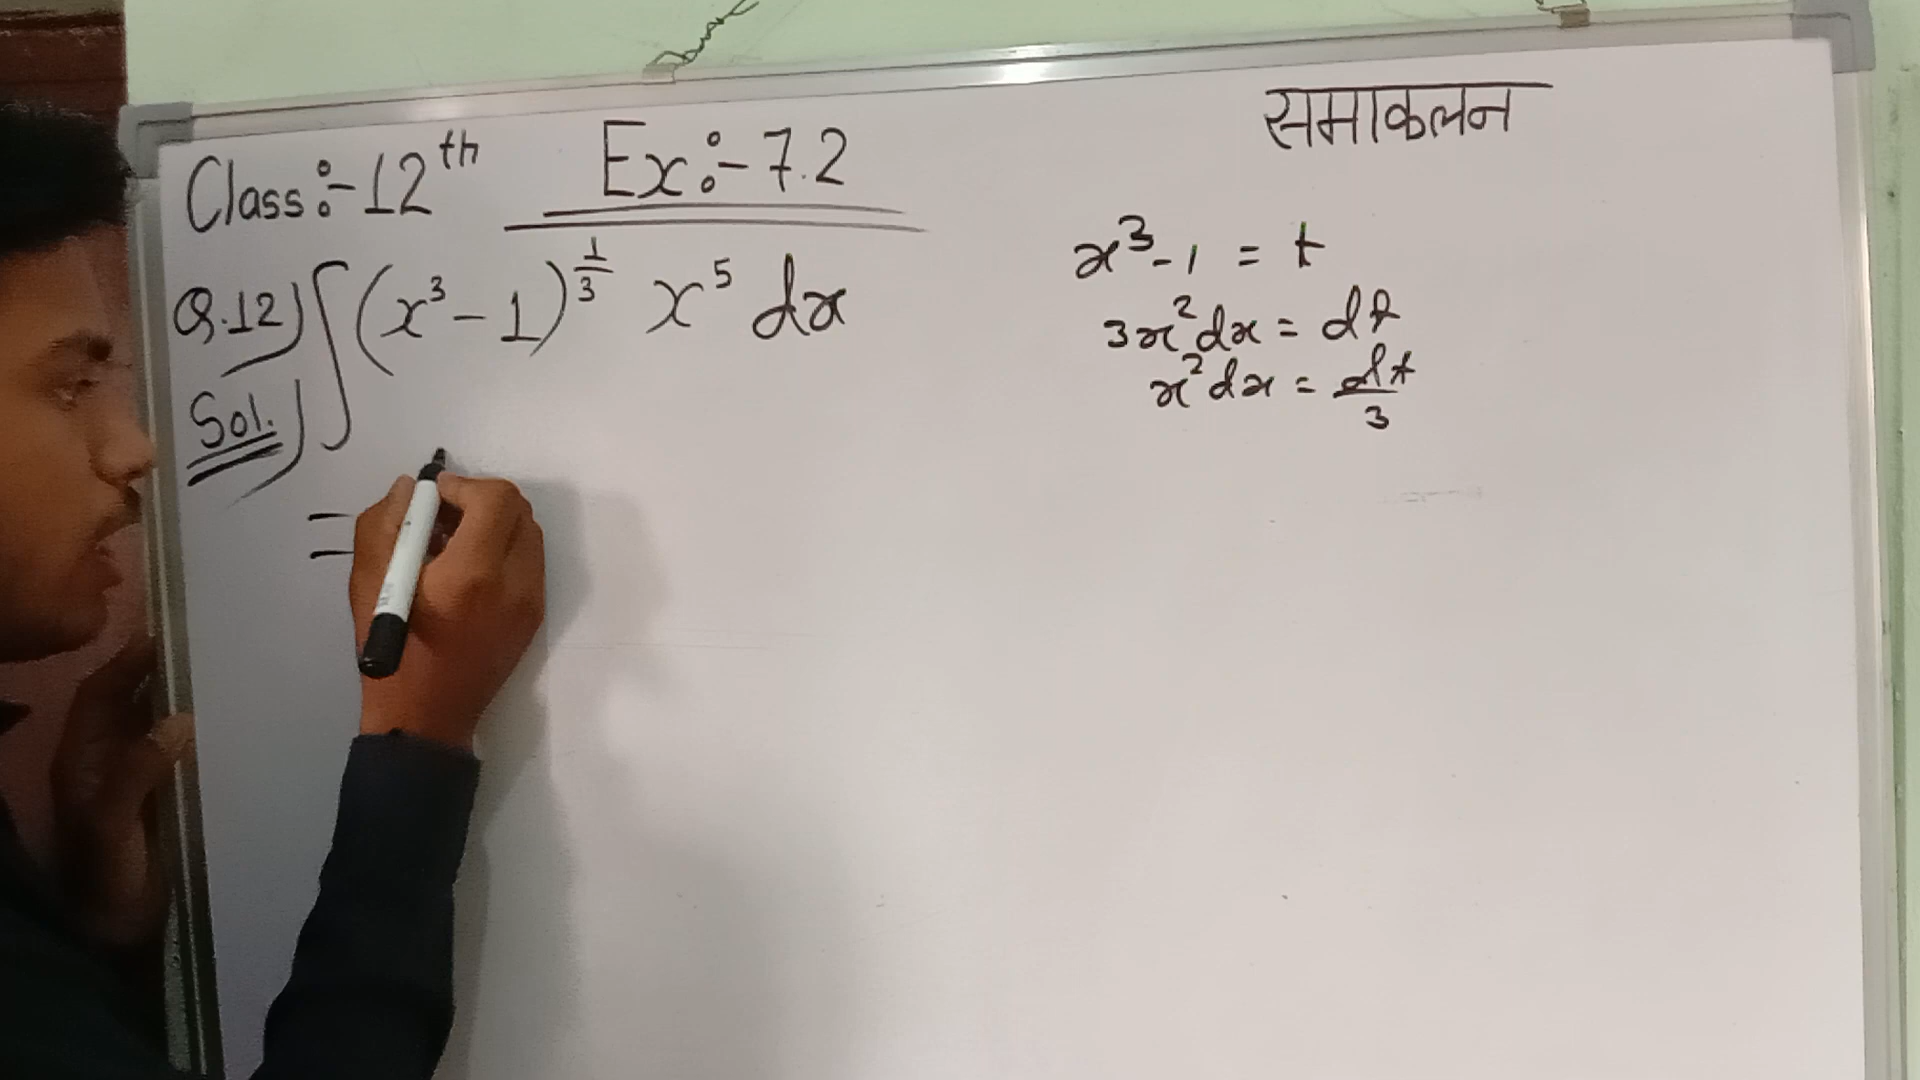 समाकलन
Class:-12th Ex:-7.2
Q.12) ∫(x³-1)^(1/3) x⁵ dx
Sol.)
=
x³-1 = t
3x²dx = dt
x²dx = dt/3